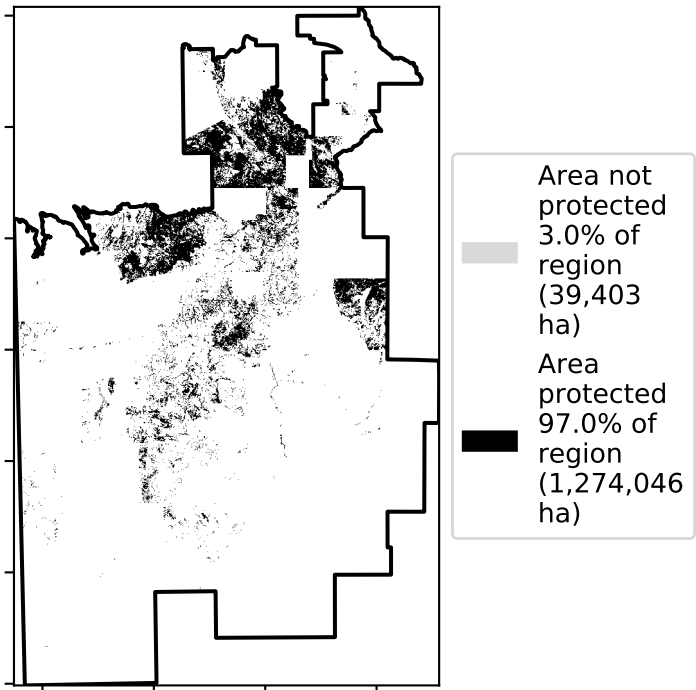 Area not
protected
3.0% of
region
(39,403
ha)
Area
protected
97.0% of
region
(1,274,046
ha)